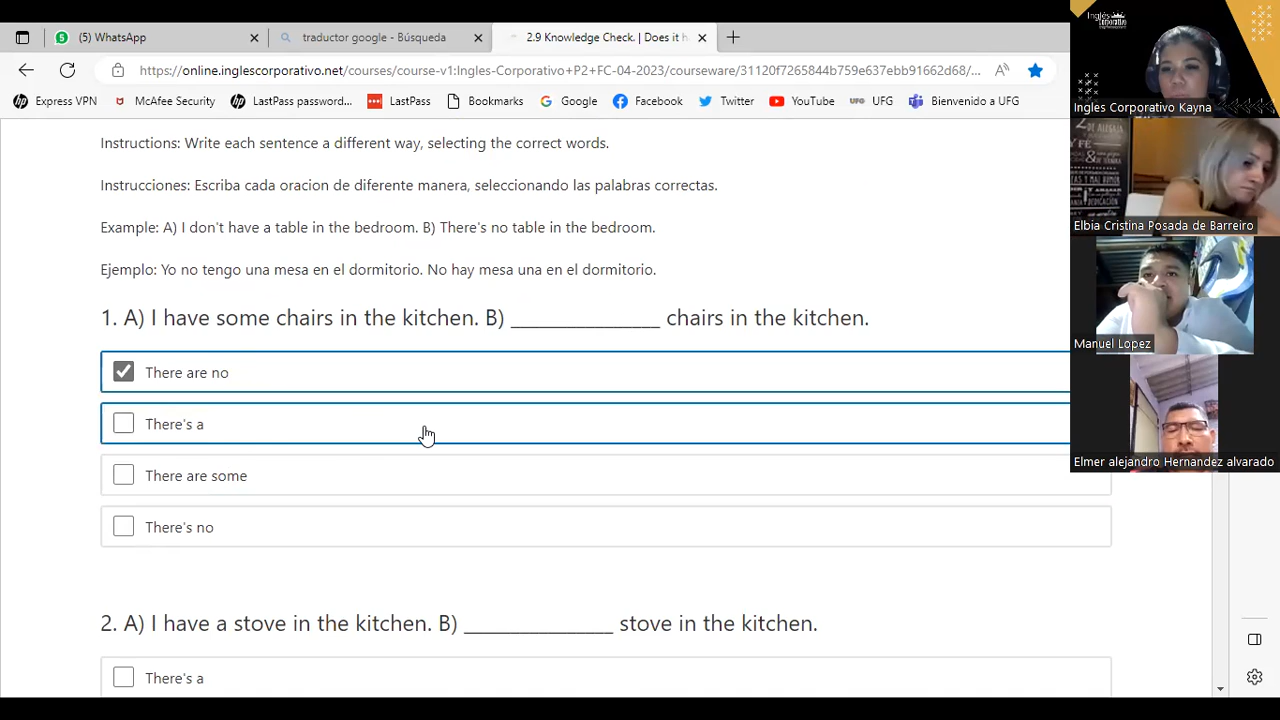 (5) WhatsApp
traductor google - Búsqueda
2.9 Knowledge Check. | Does it h
https://online.inglescorporativo.net/courses/course-v1:Ingles-Corporativo+P2+FC-04-2023/courseware/31120f7265844b759e637ebb91662d68/...
Express VPN
McAfee Security
LastPass password...
LastPass
Bookmarks
Google
Facebook
Twitter
YouTube
UFG
Bienvenido a UFG
Instructions: Write each sentence a different way, selecting the correct words.
Instrucciones: Escriba cada oracion de diferente manera, seleccionando las palabras correctas.
Example: A) I don't have a table in the bedroom. B) There's no table in the bedroom.
Ejemplo: Yo no tengo una mesa en el dormitorio. No hay mesa una en el dormitorio.
1. A) I have some chairs in the kitchen. B) _______________ chairs in the kitchen.
There are no
There's a
There are some
There's no
2. A) I have a stove in the kitchen. B) _______________ stove in the kitchen.
There's a
Inglés
Corporativo
Ingles Corporativo Kayna
Elbia Cristina Posada de Barreiro
Manuel Lopez
Elmer alejandro Hernandez alvarado